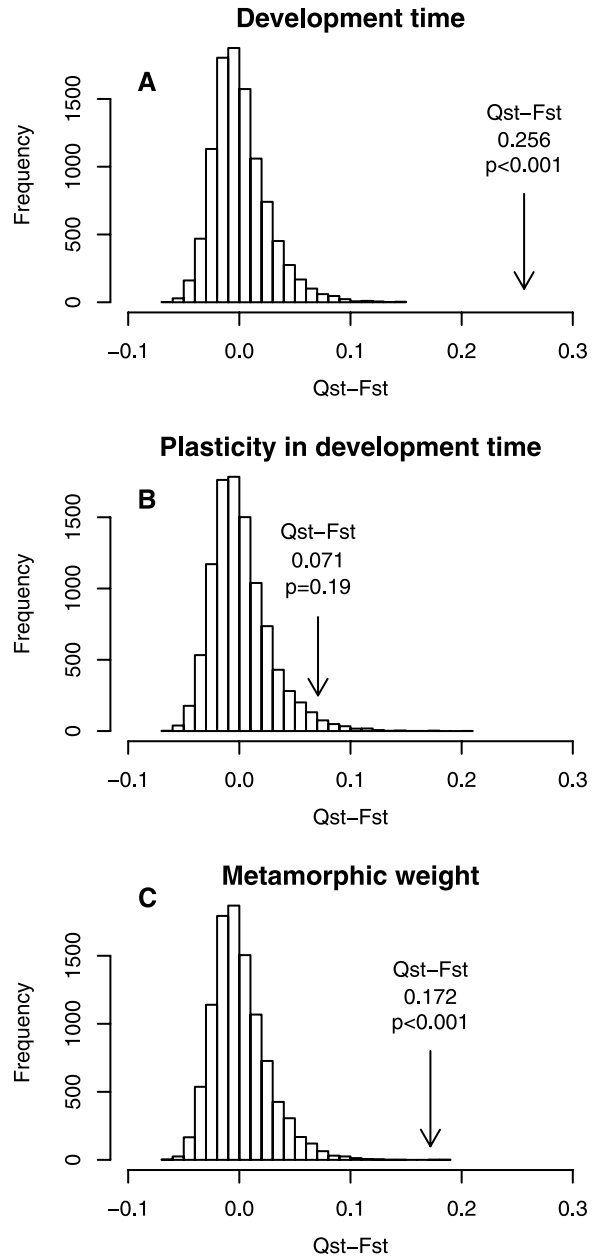 Development time
A
Frequency
0
500
1000
1500
Qst−Fst
0.256
p<0.001
−0.1 0.0 0.1 0.2 0.3
Qst−Fst
Plasticity in development time
B
Frequency
0
500
1000
1500
Qst−Fst
0.071
p=0.19
−0.1 0.0 0.1 0.2 0.3
Qst−Fst
Metamorphic weight
C
Frequency
0
500
1000
1500
Qst−Fst
0.172
p<0.001
−0.1 0.0 0.1 0.2 0.3
Qst−Fst